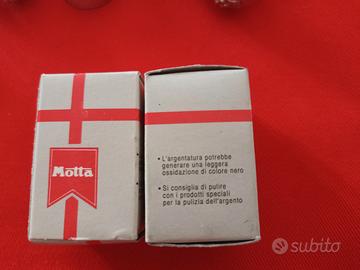 Motta
• L'argentatura potrebbe
generare una leggera
ossidazione di colore nero
• Si consiglia di pulire
con i prodotti speciali
per la pulizia dell'argento
subito